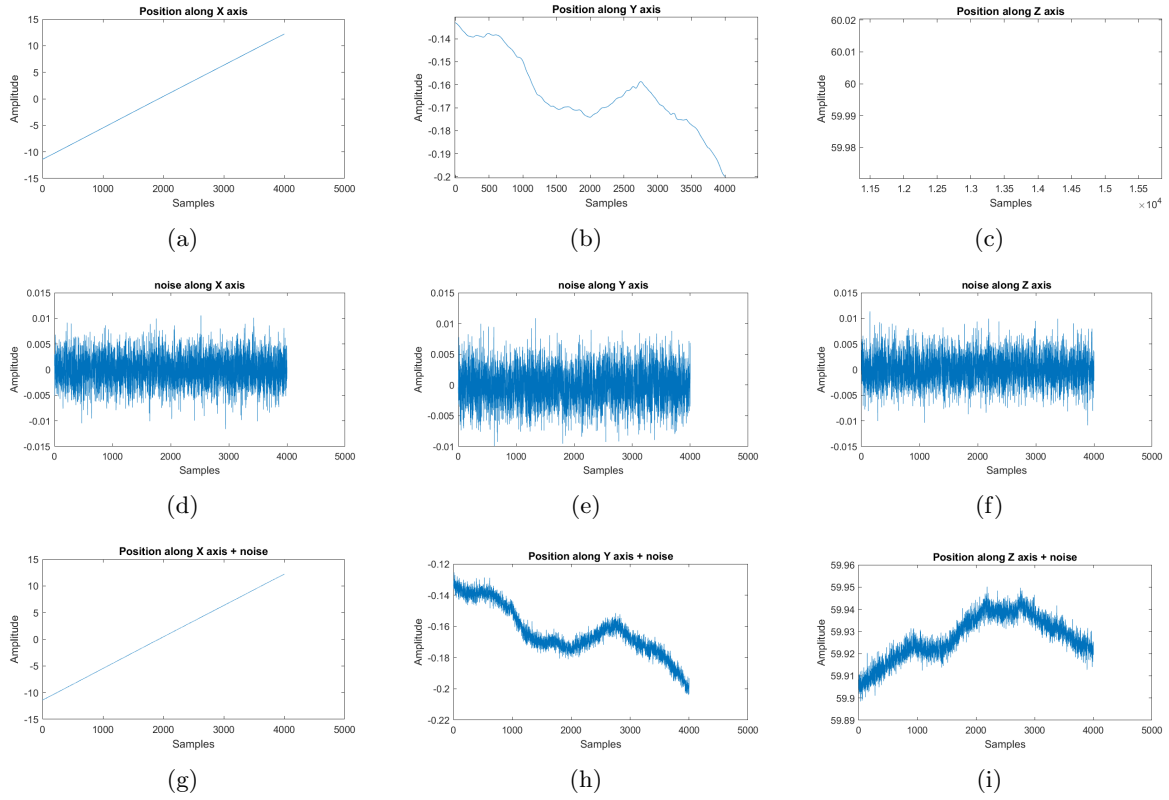 Position along X axis
15
10
5
0
-5
-10
-15
Amplitude
0 1000 2000 3000 4000 5000
Samples
(a)
Position along Y axis
-0.14
-0.15
-0.16
-0.17
-0.18
-0.19
-0.2
Amplitude
0 500 1000 1500 2000 2500 3000 3500 4000
Samples
(b)
Position along Z axis
60.02
60.01
60
59.99
59.98
Amplitude
1.15 1.2 1.25 1.3 1.35 1.4 1.45 1.5 1.55
Samples
×10⁴
(c)
noise along X axis
0.015
0.01
0.005
0
-0.005
-0.01
-0.015
Amplitude
0 1000 2000 3000 4000 5000
Samples
(d)
noise along Y axis
0.015
0.01
0.005
0
-0.005
-0.01
Amplitude
0 1000 2000 3000 4000 5000
Samples
(e)
noise along Z axis
0.015
0.01
0.005
0
-0.005
-0.01
-0.015
Amplitude
0 1000 2000 3000 4000 5000
Samples
(f)
Position along X axis + noise
15
10
5
0
-5
-10
-15
Amplitude
0 1000 2000 3000 4000 5000
Samples
(g)
Position along Y axis + noise
-0.12
-0.14
-0.16
-0.18
-0.2
-0.22
Amplitude
0 1000 2000 3000 4000 5000
Samples
(h)
Position along Z axis + noise
59.96
59.95
59.94
59.93
59.92
59.91
59.9
59.89
Amplitude
0 1000 2000 3000 4000 5000
Samples
(i)